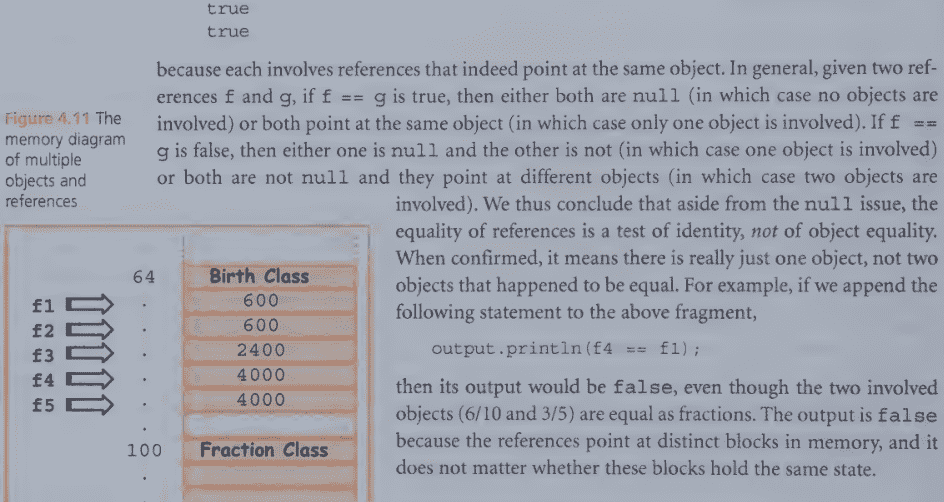 true
true
because each involves references that indeed point at the same object. In general, given two ref-
erences f and g, if f == g is true, then either both are null (in which case no objects are
involved) or both point at the same object (in which case only one object is involved). If f ==
g is false, then either one is null and the other is not (in which case one object is involved)
or both are not null and they point at different objects (in which case two objects are
involved). We thus conclude that aside from the null issue, the
equality of references is a test of identity, not of object equality.
When confirmed, it means there is really just one object, not two
objects that happened to be equal. For example, if we append the
following statement to the above fragment,
output.println(f4 == f1);
then its output would be false, even though the two involved
objects (6/10 and 3/5) are equal as fractions. The output is false
because the references point at distinct blocks in memory, and it
does not matter whether these blocks hold the same state.
Figure 4.11 The
memory diagram
of multiple
objects and
references
64 Birth Class
f1 . 600
f2 . 600
f3 . 2400
f4 . 4000
f5 . 4000
.
100 Fraction Class
.